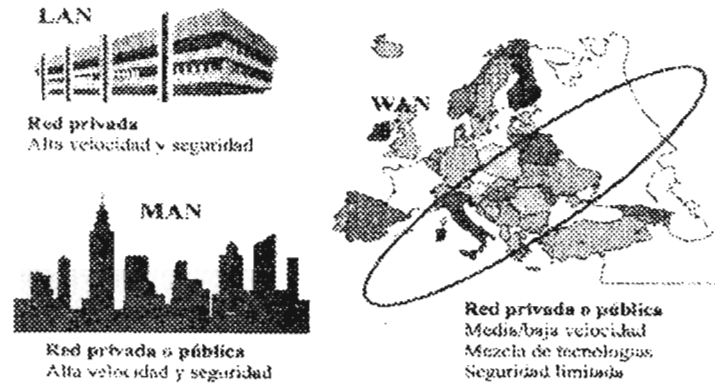 LAN
Red privada
Alta velocidad y seguridad
MAN
Red privada o pública
Alta velocidad y seguridad
WAN
Red privada o pública
Media/baja velocidad
Mezcla de tecnologías
Seguridad limitada